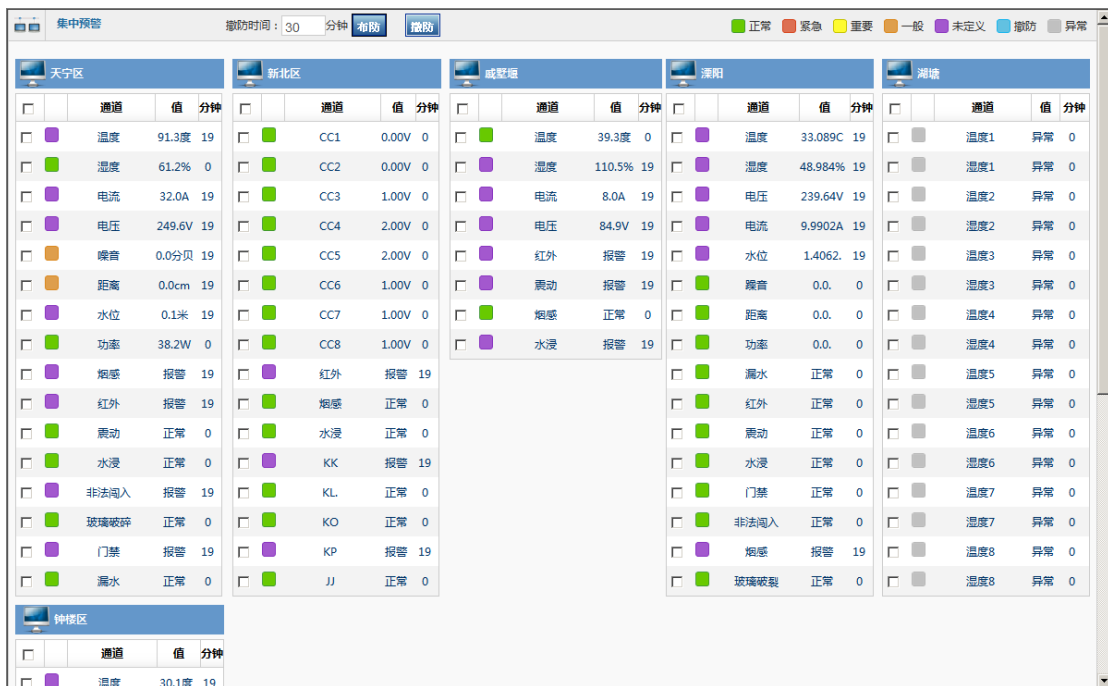 集中预警 撤防时间： 30 分钟 布防 撤防 正常 紧急 重要 一般 未定义 撤防 异常
天宁区
通道 值 分钟
温度 91.3度 19
湿度 61.2% 0
电流 32.0A 19
电压 249.6V 19
噪音 0.0分贝 19
距离 0.0cm 19
水位 0.1米 19
功率 38.2W 0
烟感 报警 19
红外 报警 19
震动 正常 0
水浸 正常 0
非法闯入 报警 19
玻璃破碎 正常 0
门禁 报警 19
漏水 正常 0
新北区
通道 值 分钟
CC1 0.00V 0
CC2 0.00V 0
CC3 1.00V 0
CC4 2.00V 0
CC5 2.00V 0
CC6 1.00V 0
CC7 1.00V 0
CC8 1.00V 0
红外 报警 19
烟感 正常 0
水浸 正常 0
KK 报警 19
KL. 正常 0
KO 正常 0
KP 报警 19
JJ 正常 0
戚墅堰
通道 值 分钟
温度 39.3度 0
湿度 110.5% 19
电流 8.0A 19
电压 84.9V 19
红外 报警 19
震动 报警 19
烟感 正常 0
水浸 报警 19
溧阳
通道 值 分钟
温度 33.089C 19
湿度 48.984% 19
电压 239.64V 19
电流 9.9902A 19
水位 1.4062. 19
躁音 0.0. 0
距离 0.0. 0
功率 0.0. 0
漏水 正常 0
红外 正常 0
震动 正常 0
水浸 正常 0
门禁 正常 0
非法闯入 正常 0
烟感 报警 19
玻璃破裂 正常 0
湖塘
通道 值 分钟
温度1 异常 0
湿度1 异常 0
温度2 异常 0
湿度2 异常 0
温度3 异常 0
湿度3 异常 0
温度4 异常 0
湿度4 异常 0
温度5 异常 0
湿度5 异常 0
温度6 异常 0
湿度6 异常 0
温度7 异常 0
湿度7 异常 0
温度8 异常 0
湿度8 异常 0
钟楼区
通道 值 分钟
温度 30.1度 19